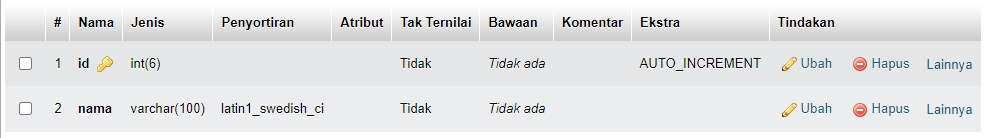 # Nama Jenis Penyortiran Atribut Tak Ternilai Bawaan Komentar Ekstra Tindakan
1 id int(6) Tidak Tidak ada AUTO_INCREMENT Ubah Hapus Lainnya
2 nama varchar(100) latin1_swedish_ci Tidak Tidak ada Ubah Hapus Lainnya